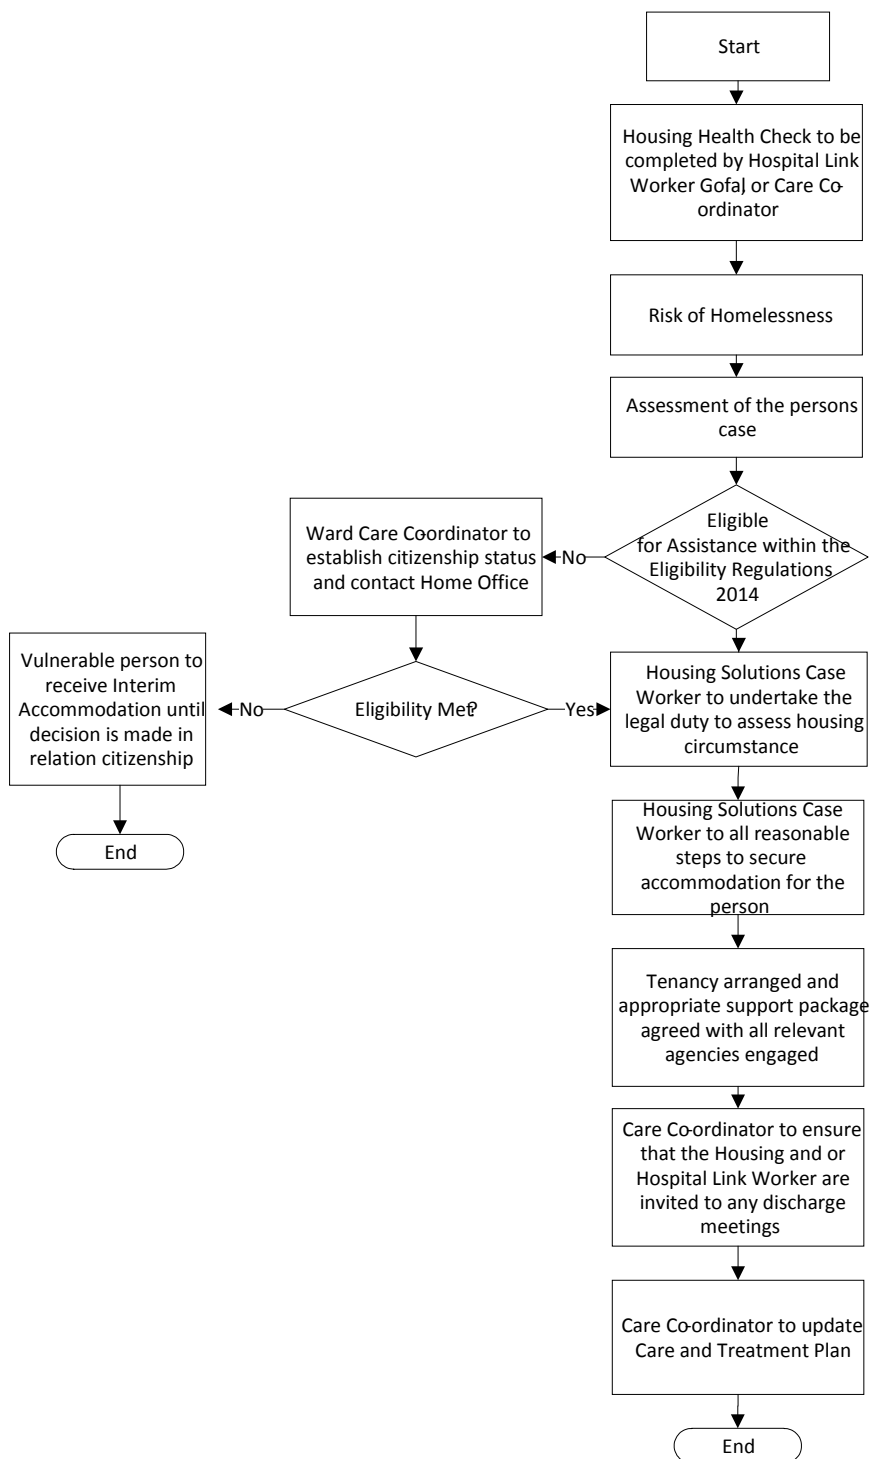 Start
Housing Health Check to be
completed by Hospital Link
Worker Gofal, or Care Co-
ordinator
Risk of Homelessness
Assessment of the persons
case
Eligible
for Assistance within the
Eligibility Regulations
2014
No
Ward Care Co-ordinator to
establish citizenship status
and contact Home Office
Eligibility Met?
No
Yes
Vulnerable person to
receive Interim
Accommodation until
decision is made in
relation citizenship
End
Housing Solutions Case
Worker to undertake the
legal duty to assess housing
circumstance
Housing Solutions Case
Worker to all reasonable
steps to secure
accommodation for the
person
Tenancy arranged and
appropriate support package
agreed with all relevant
agencies engaged
Care Co-ordinator to ensure
that the Housing and or
Hospital Link Worker are
invited to any discharge
meetings
Care Co-ordinator to update
Care and Treatment Plan
End